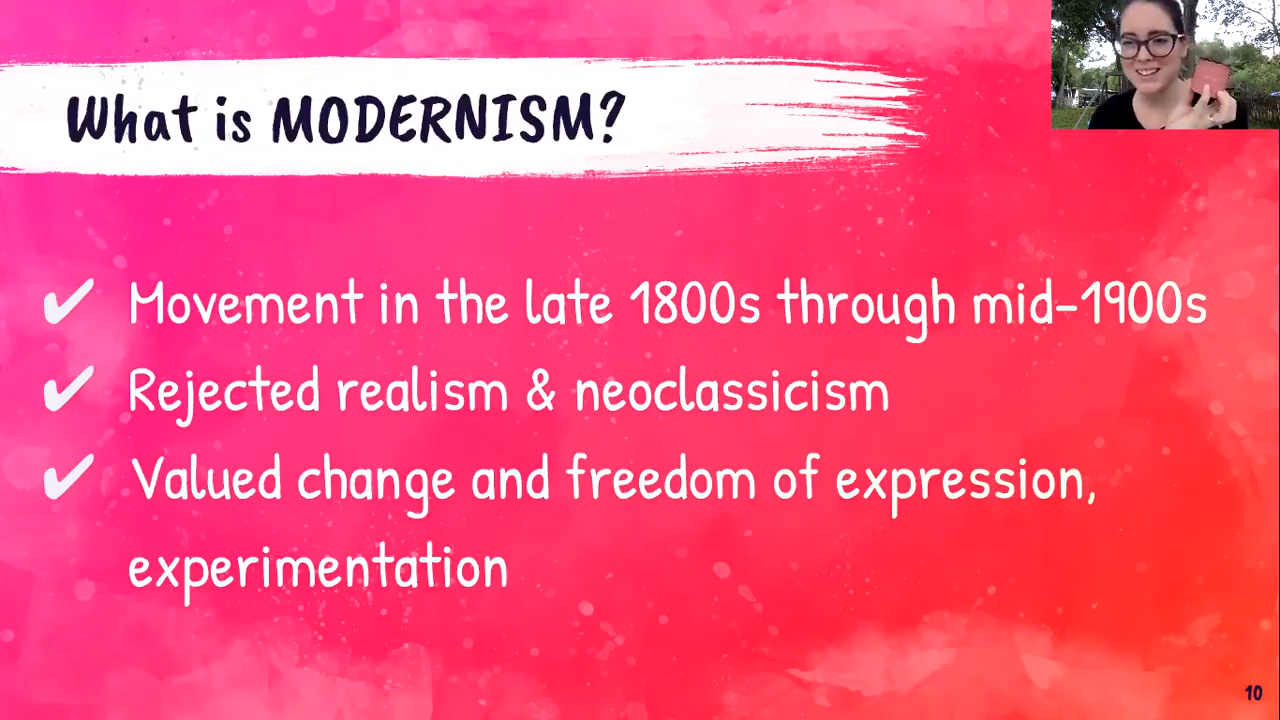 What is MODERNISM?
✔ Movement in the late 1800s through mid-1900s
✔ Rejected realism & neoclassicism
✔ Valued change and freedom of expression,
experimentation
10